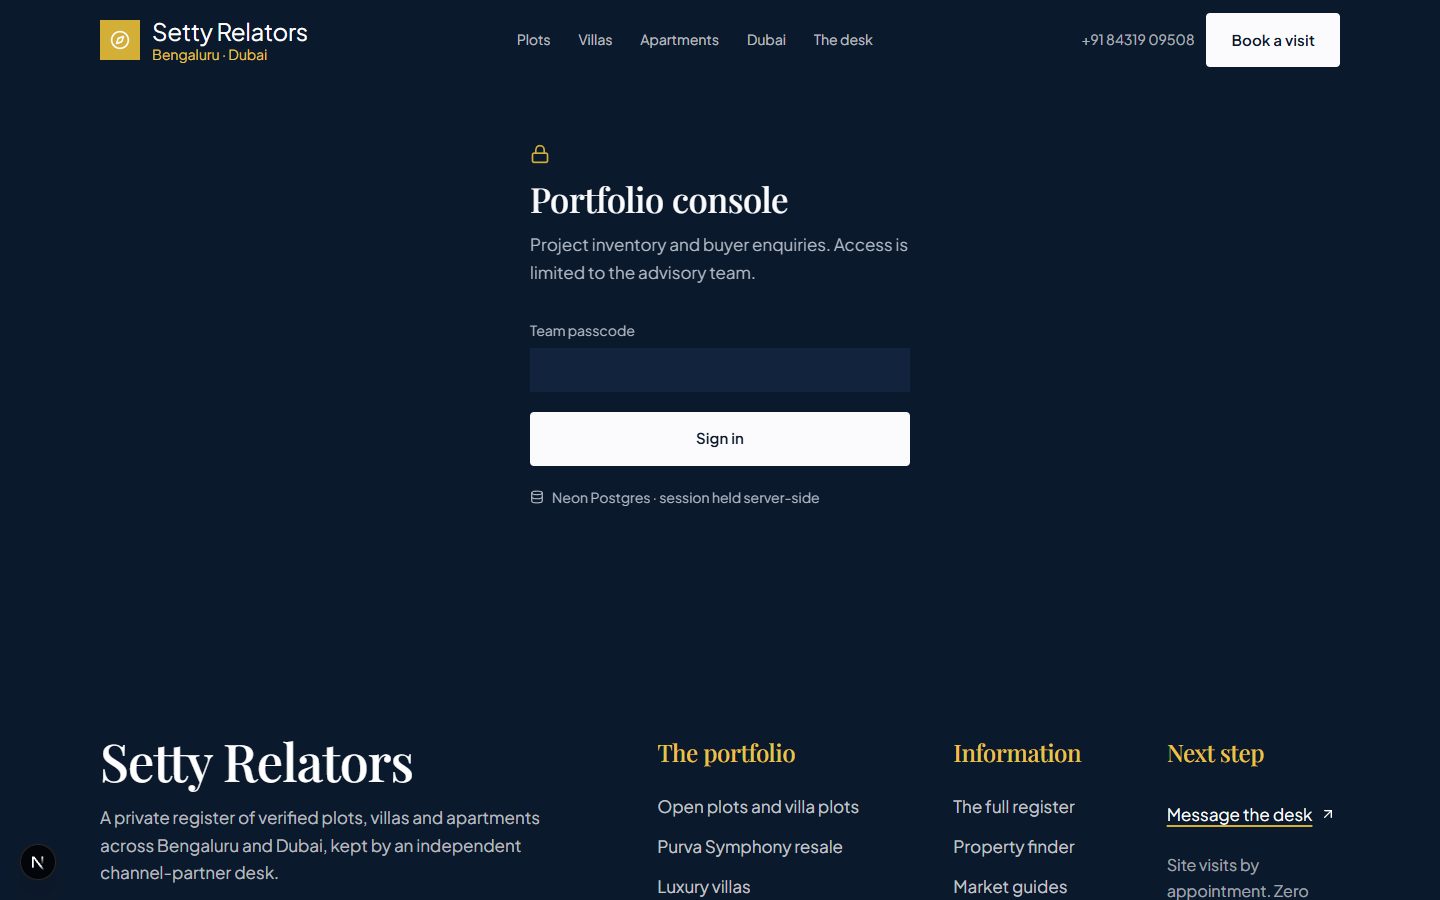 Setty Relators
Bengaluru · Dubai
Plots
Villas
Apartments
Dubai
The desk
+91 84319 09508
Book a visit
Portfolio console
Project inventory and buyer enquiries. Access is
limited to the advisory team.
Team passcode
Sign in
Neon Postgres · session held server-side
Setty Relators
A private register of verified plots, villas and apartments
across Bengaluru and Dubai, kept by an independent
channel-partner desk.
The portfolio
Open plots and villa plots
Purva Symphony resale
Luxury villas
Information
The full register
Property finder
Market guides
Next step
Message the desk
Site visits by
appointment. Zero
N